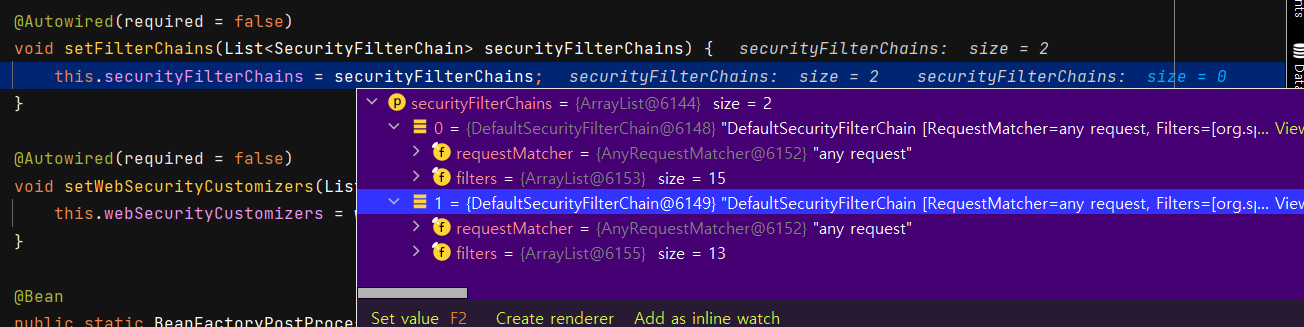 @Autowired(required = false)
void setFilterChains(List<SecurityFilterChain> securityFilterChains) {  securityFilterChains:  size = 2
this.securityFilterChains = securityFilterChains;  securityFilterChains:  size = 2  securityFilterChains:  size = 0
}
securityFilterChains = {ArrayList@6144}  size = 2
0 = {DefaultSecurityFilterChain@6148} "DefaultSecurityFilterChain [RequestMatcher=any request, Filters=[org.sp... View
requestMatcher = {AnyRequestMatcher@6152} "any request"
filters = {ArrayList@6153}  size = 15
1 = {DefaultSecurityFilterChain@6149} "DefaultSecurityFilterChain [RequestMatcher=any request, Filters=[org.sp... View
requestMatcher = {AnyRequestMatcher@6152} "any request"
filters = {ArrayList@6155}  size = 13
Set value F2  Create renderer  Add as inline watch
@Autowired(required = false)
void setWebSecurityCustomizers(List
this.webSecurityCustomizers =
}
@Bean
public static BeanFactoryPostProce
nts
Data